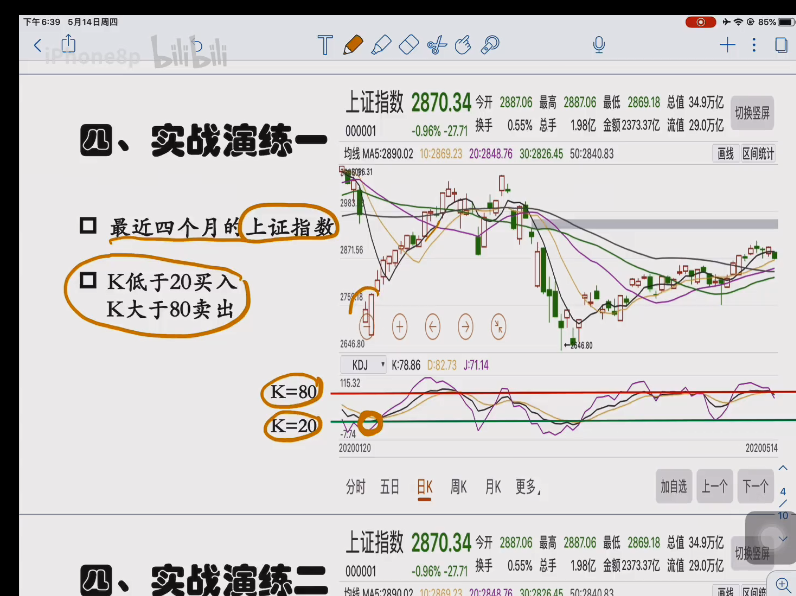 下午6:39 5月14日周四
85%
iPhone8p bilibili
T
四、实战演练一
最近四个月的上证指数
K低于20买入
K大于80卖出
K=80
K=20
上证指数 2870.34 今开 2887.06 最高 2887.06 最低 2869.18 总值 34.9万亿
000001 -0.96% -27.71 换手 0.55% 总手 1.98亿 金额2373.37亿 流值 29.0万亿
切换竖屏
均线 MA5:2890.02 10:2869.23 20:2848.76 30:2826.45 50:2840.83 画线 区间统计
2983.3
2871.56
2646.80
←2646.80
KDJ K:78.86 D:82.73 J:71.14
115.32
-7.74
20200120 20200514
分时 五日 日K 周K 月K 更多 加自选 上一个 下一个
4
/
10
四、实战演练二
上证指数 2870.34 今开 2887.06 最高 2887.06 最低 2869.18 总值 34.9万亿
000001 -0.96% -27.71 换手 0.55% 总手 1.98亿 金额2373.37亿 流值 29.0万亿
切换竖屏
均线 MA5:2890.02 10:2869.23 20:2848.76 30:2826.45 50:2840.83 画线 区间统计